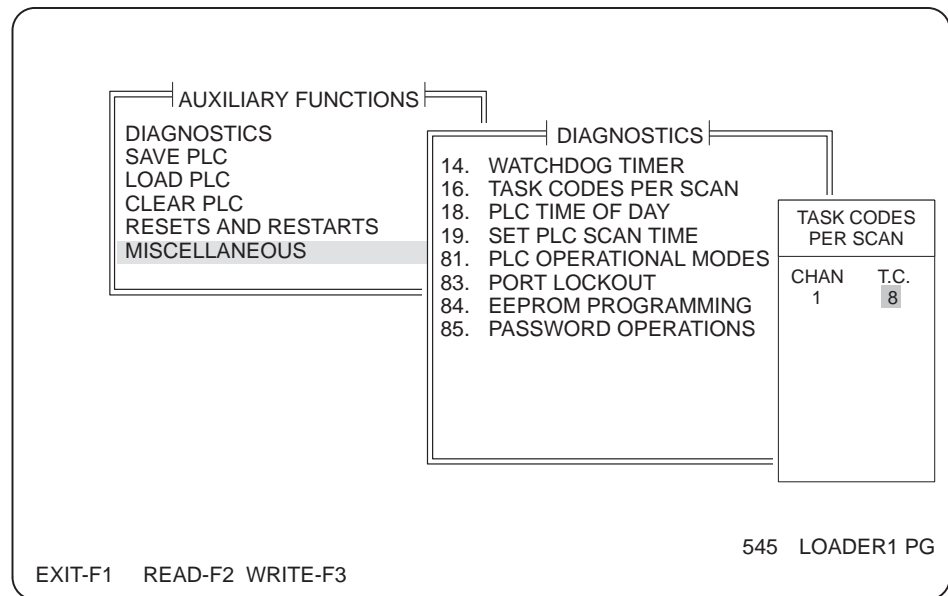 AUXILIARY FUNCTIONS
DIAGNOSTICS
SAVE PLC
LOAD PLC
CLEAR PLC
RESETS AND RESTARTS
MISCELLANEOUS
DIAGNOSTICS
14. WATCHDOG TIMER
16. TASK CODES PER SCAN
18. PLC TIME OF DAY
19. SET PLC SCAN TIME
81. PLC OPERATIONAL MODES
83. PORT LOCKOUT
84. EEPROM PROGRAMMING
85. PASSWORD OPERATIONS
TASK CODES
PER SCAN
CHAN T.C.
1 8
545 LOADER1 PG
EXIT-F1 READ-F2 WRITE-F3